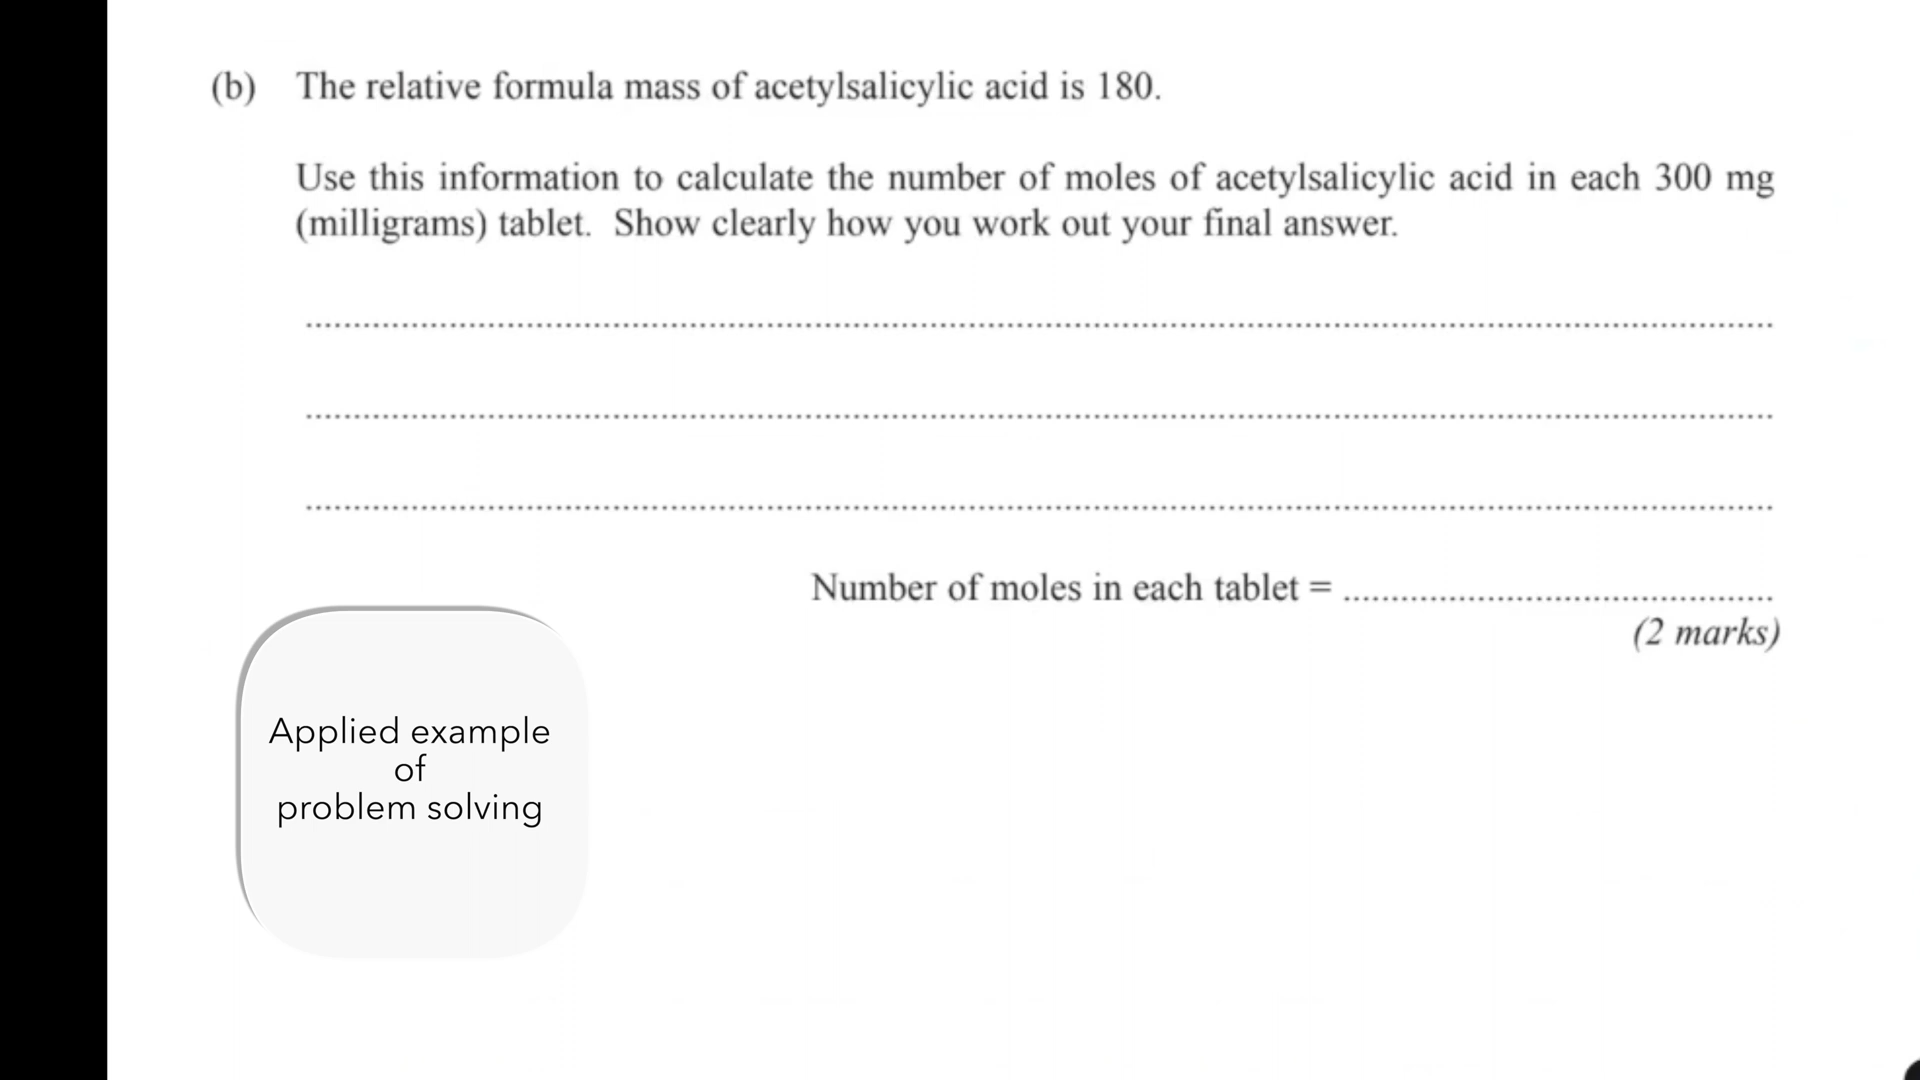 (b) The relative formula mass of acetylsalicylic acid is 180.
Use this information to calculate the number of moles of acetylsalicylic acid in each 300 mg
(milligrams) tablet. Show clearly how you work out your final answer.
Number of moles in each tablet = ............................................
(2 marks)
Applied example
of
problem solving